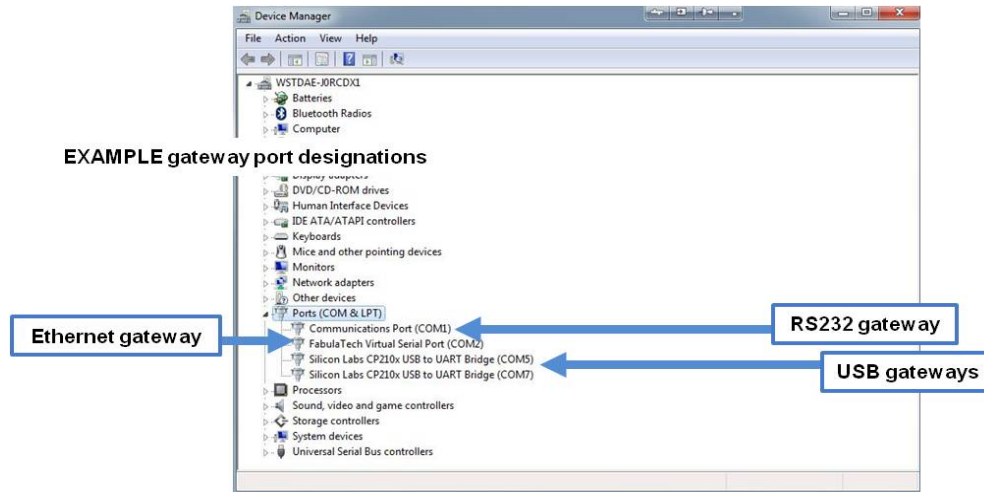 Device Manager
File Action View Help
WSTDAE-J0RCDX1
Batteries
Bluetooth Radios
Computer
EXAMPLE gateway port designations
Display adapters
DVD/CD-ROM drives
Human Interface Devices
IDE ATA/ATAPI controllers
Keyboards
Mice and other pointing devices
Monitors
Network adapters
Other devices
Ports (COM & LPT)
Communications Port (COM1)
FabulaTech Virtual Serial Port (COM2)
Silicon Labs CP210x USB to UART Bridge (COM5)
Silicon Labs CP210x USB to UART Bridge (COM7)
Processors
Sound, video and game controllers
Storage controllers
System devices
Universal Serial Bus controllers
Ethernet gateway
RS232 gateway
USB gateways